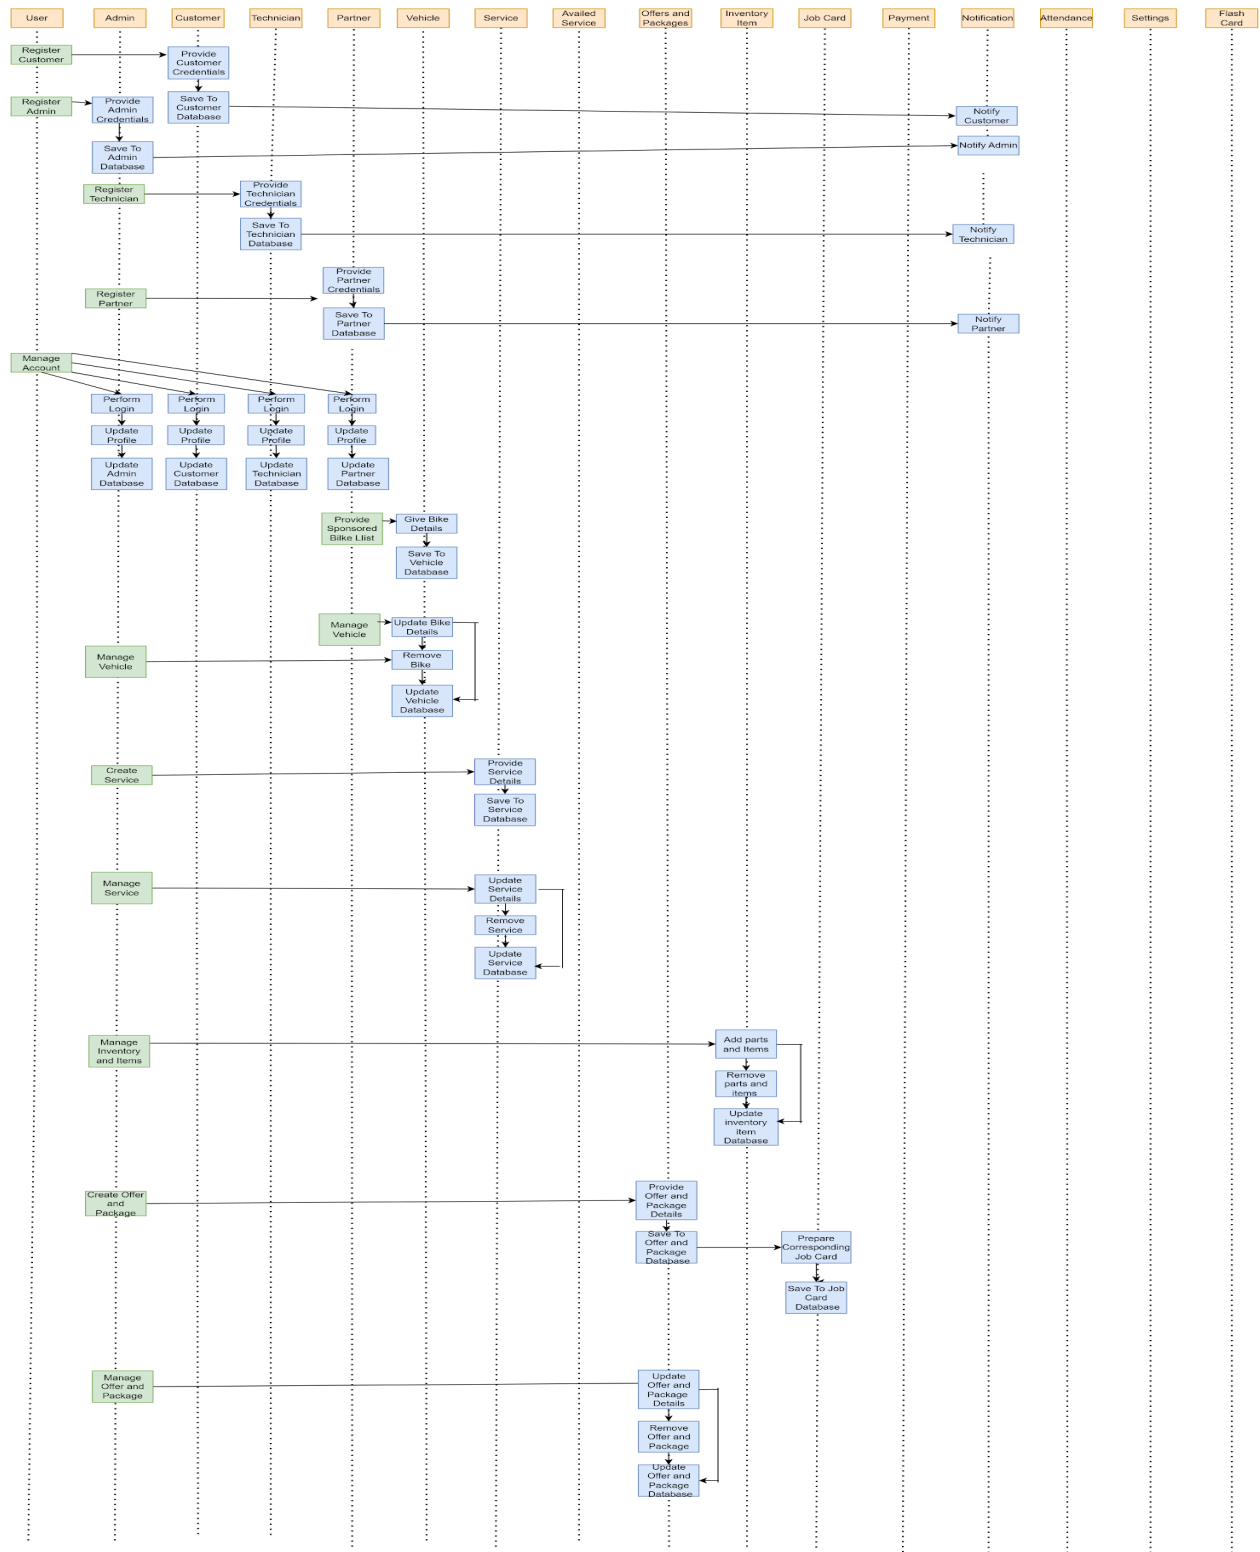 User
Admin
Customer
Technician
Partner
Vehicle
Service
Availed
Service
Offers and
Packages
Inventory
Item
Job Card
Payment
Notification
Attendance
Settings
Flash
Card
Register
Customer
Provide
Customer
Credentials
Register
Admin
Provide
Admin
Credentials
Save To
Customer
Database
Notify
Customer
Save To
Admin
Database
Notify Admin
Register
Technician
Provide
Technician
Credentials
Save To
Technician
Database
Notify
Technician
Provide
Partner
Credentials
Register
Partner
Save To
Partner
Database
Notify
Partner
Manage
Account
Perform
Login
Perform
Login
Perform
Login
Perform
Login
Update
Profile
Update
Profile
Update
Profile
Update
Profile
Update
Admin
Database
Update
Customer
Database
Update
Technician
Database
Update
Partner
Database
Provide
Sponsored
Bilke Llist
Give Bike
Details
Save To
Vehicle
Database
Manage
Vehicle
Update Bike
Details
Manage
Vehicle
Remove
Bike
Update
Vehicle
Database
Create
Service
Provide
Service
Details
Save To
Service
Database
Manage
Service
Update
Service
Details
Remove
Service
Update
Service
Database
Manage
Inventory
and Items
Add parts
and Items
Remove
parts and
items
Update
inventory
item
Database
Create Offer
and
Package
Provide
Offer and
Package
Details
Save To
Offer and
Package
Database
Prepare
Corresponding
Job Card
Save To Job
Card
Database
Manage
Offer and
Package
Update
Offer and
Package
Details
Remove
Offer and
Package
Update
Offer and
Package
Database